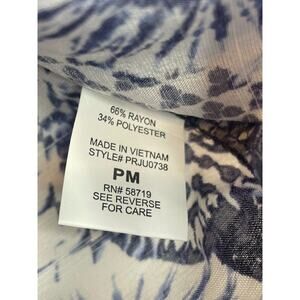 66% RAYON
34% POLYESTER
MADE IN VIETNAM
STYLE# PRJU0738
PM
RN# 58719
SEE REVERSE
FOR CARE